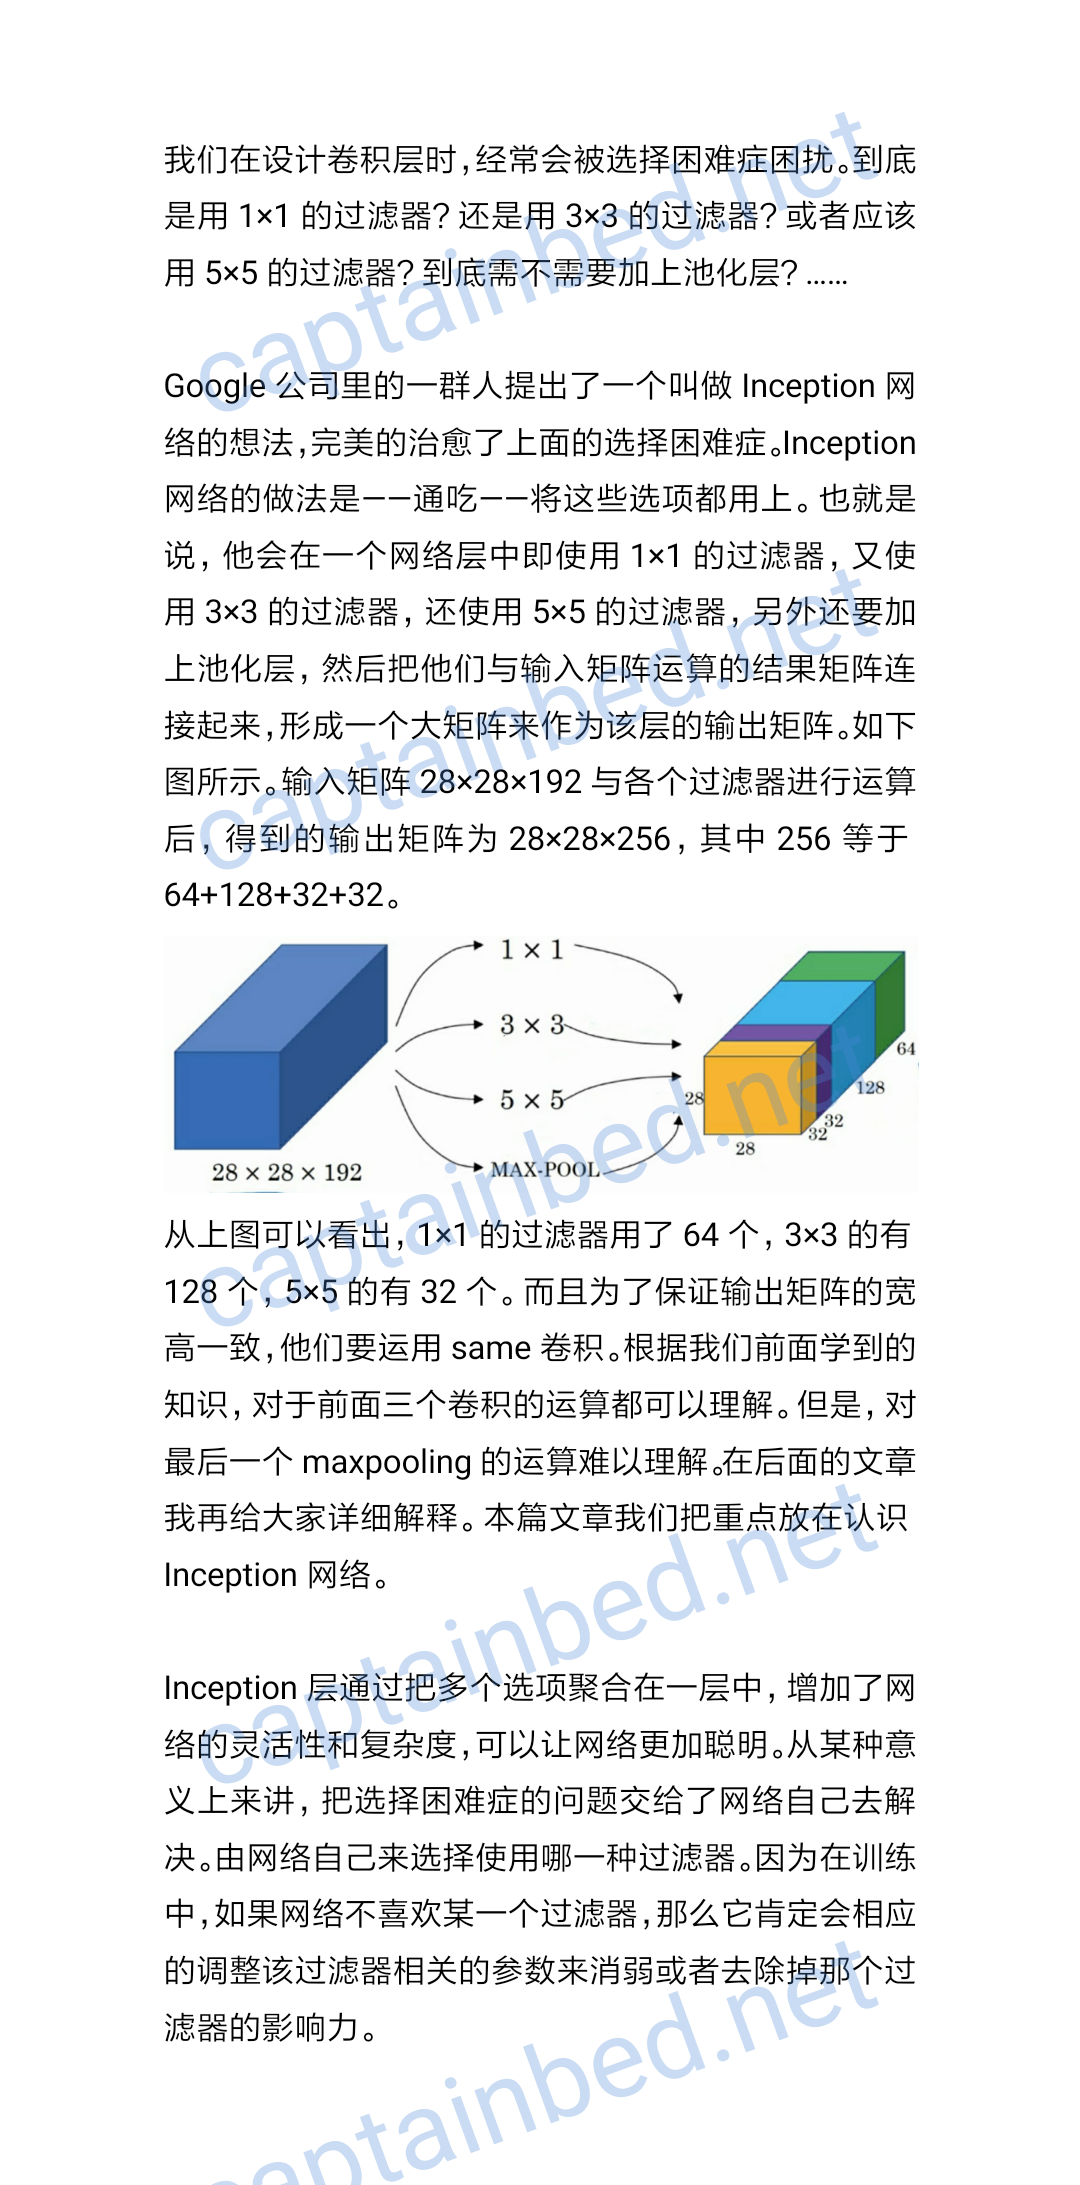 我们在设计卷积层时，经常会被选择困难症困扰。到底
是用 1×1 的过滤器？还是用 3×3 的过滤器？或者应该
用 5×5 的过滤器？到底需不需要加上池化层？……
Google 公司里的一群人提出了一个叫做 Inception 网
络的想法，完美的治愈了上面的选择困难症。Inception
网络的做法是——通吃——将这些选项都用上。也就是
说，他会在一个网络层中即使用 1×1 的过滤器，又使
用 3×3 的过滤器，还使用 5×5 的过滤器，另外还要加
上池化层，然后把他们与输入矩阵运算的结果矩阵连
接起来，形成一个大矩阵来作为该层的输出矩阵。如下
图所示。输入矩阵 28×28×192 与各个过滤器进行运算
后，得到的输出矩阵为 28×28×256，其中 256 等于
64+128+32+32。
1 × 1
3 × 3
5 × 5
MAX-POOL
28 × 28 × 192
28
28
32
32
128
64
从上图可以看出，1×1 的过滤器用了 64 个，3×3 的有
128 个，5×5 的有 32 个。而且为了保证输出矩阵的宽
高一致，他们要运用 same 卷积。根据我们前面学到的
知识，对于前面三个卷积的运算都可以理解。但是，对
最后一个 maxpooling 的运算难以理解。在后面的文章
我再给大家详细解释。本篇文章我们把重点放在认识
Inception 网络。
Inception 层通过把多个选项聚合在一层中，增加了网
络的灵活性和复杂度，可以让网络更加聪明。从某种意
义上来讲，把选择困难症的问题交给了网络自己去解
决。由网络自己来选择使用哪一种过滤器。因为在训练
中，如果网络不喜欢某一个过滤器，那么它肯定会相应
的调整该过滤器相关的参数来消弱或者去除掉那个过
滤器的影响力。
captainbed.net
captainbed.net
captainbed.net
captainbed.net
captainbed.net